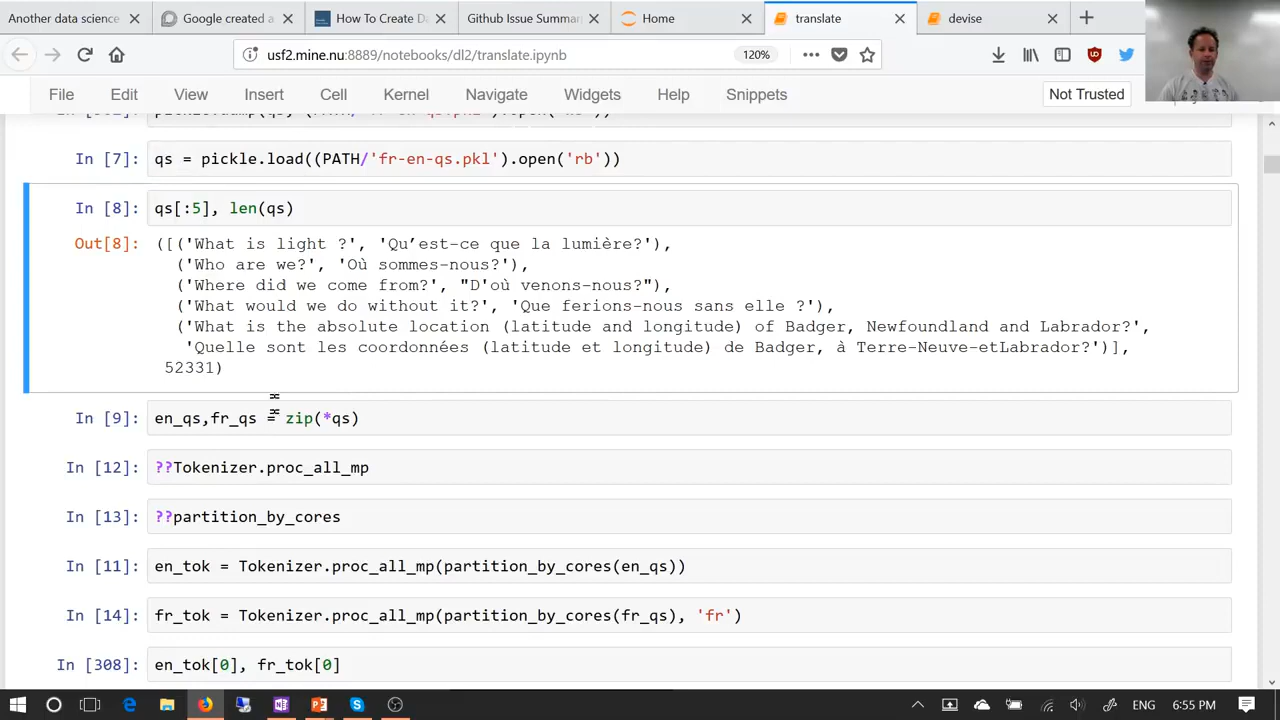 Another data science
Google created a
How To Create Da
Github Issue Summar
Home
translate
devise
usf2.mine.nu:8889/notebooks/dl2/translate.ipynb
120%
File Edit View Insert Cell Kernel Navigate Widgets Help Snippets
Not Trusted
In [7]: qs = pickle.load((PATH/'fr-en-qs.pkl').open('rb'))
In [8]: qs[:5], len(qs)
Out[8]: ([('What is light ?', 'Qu’est-ce que la lumière?'),
('Who are we?', 'Où sommes-nous?'),
('Where did we come from?', "D'où venons-nous?"),
('What would we do without it?', 'Que ferions-nous sans elle ?'),
('What is the absolute location (latitude and longitude) of Badger, Newfoundland and Labrador?',
'Quelle sont les coordonnées (latitude et longitude) de Badger, à Terre-Neuve-etLabrador?')],
52331)
In [9]: en_qs,fr_qs = zip(*qs)
In [12]: ??Tokenizer.proc_all_mp
In [13]: ??partition_by_cores
In [11]: en_tok = Tokenizer.proc_all_mp(partition_by_cores(en_qs))
In [14]: fr_tok = Tokenizer.proc_all_mp(partition_by_cores(fr_qs), 'fr')
In [308]: en_tok[0], fr_tok[0]
ENG 6:55 PM